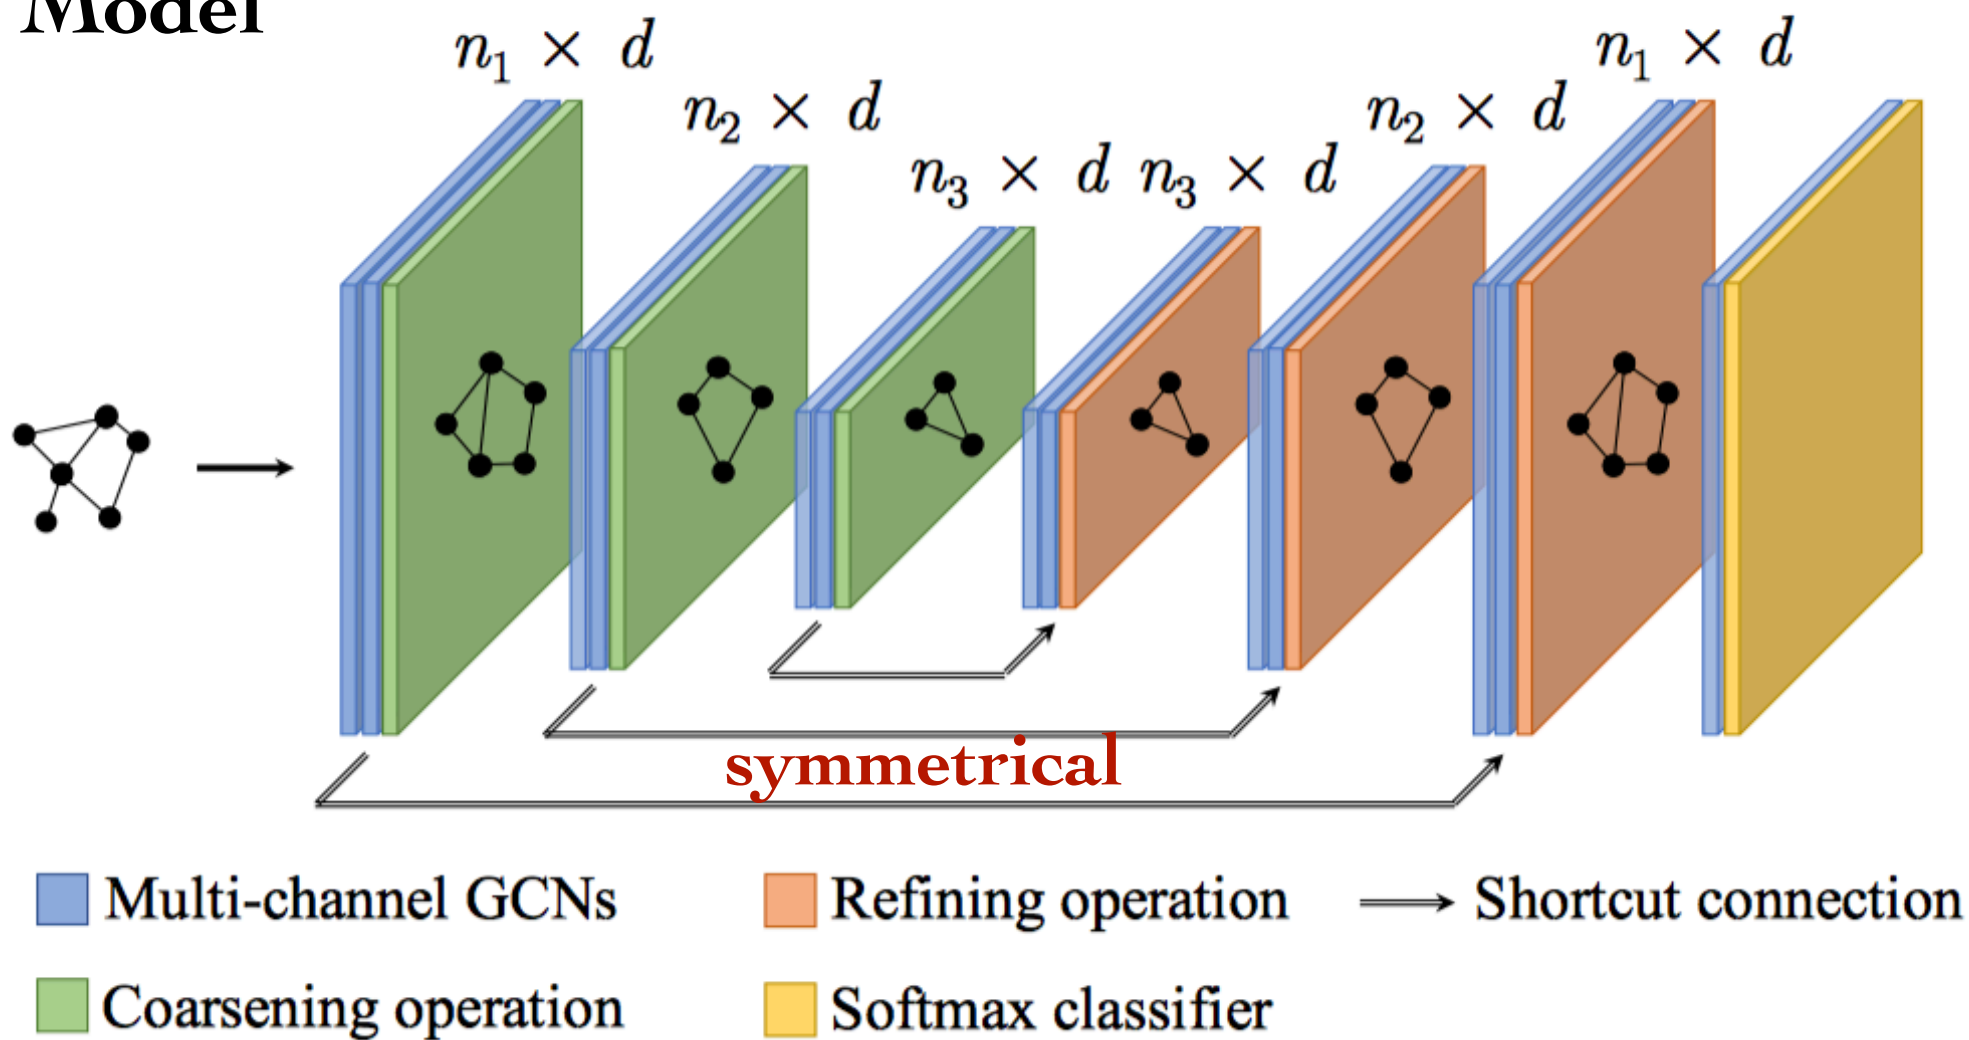 Model
n₁ × d
n₂ × d
n₃ × d
n₃ × d
n₂ × d
n₁ × d
symmetrical
Multi-channel GCNs
Refining operation
Shortcut connection
Coarsening operation
Softmax classifier